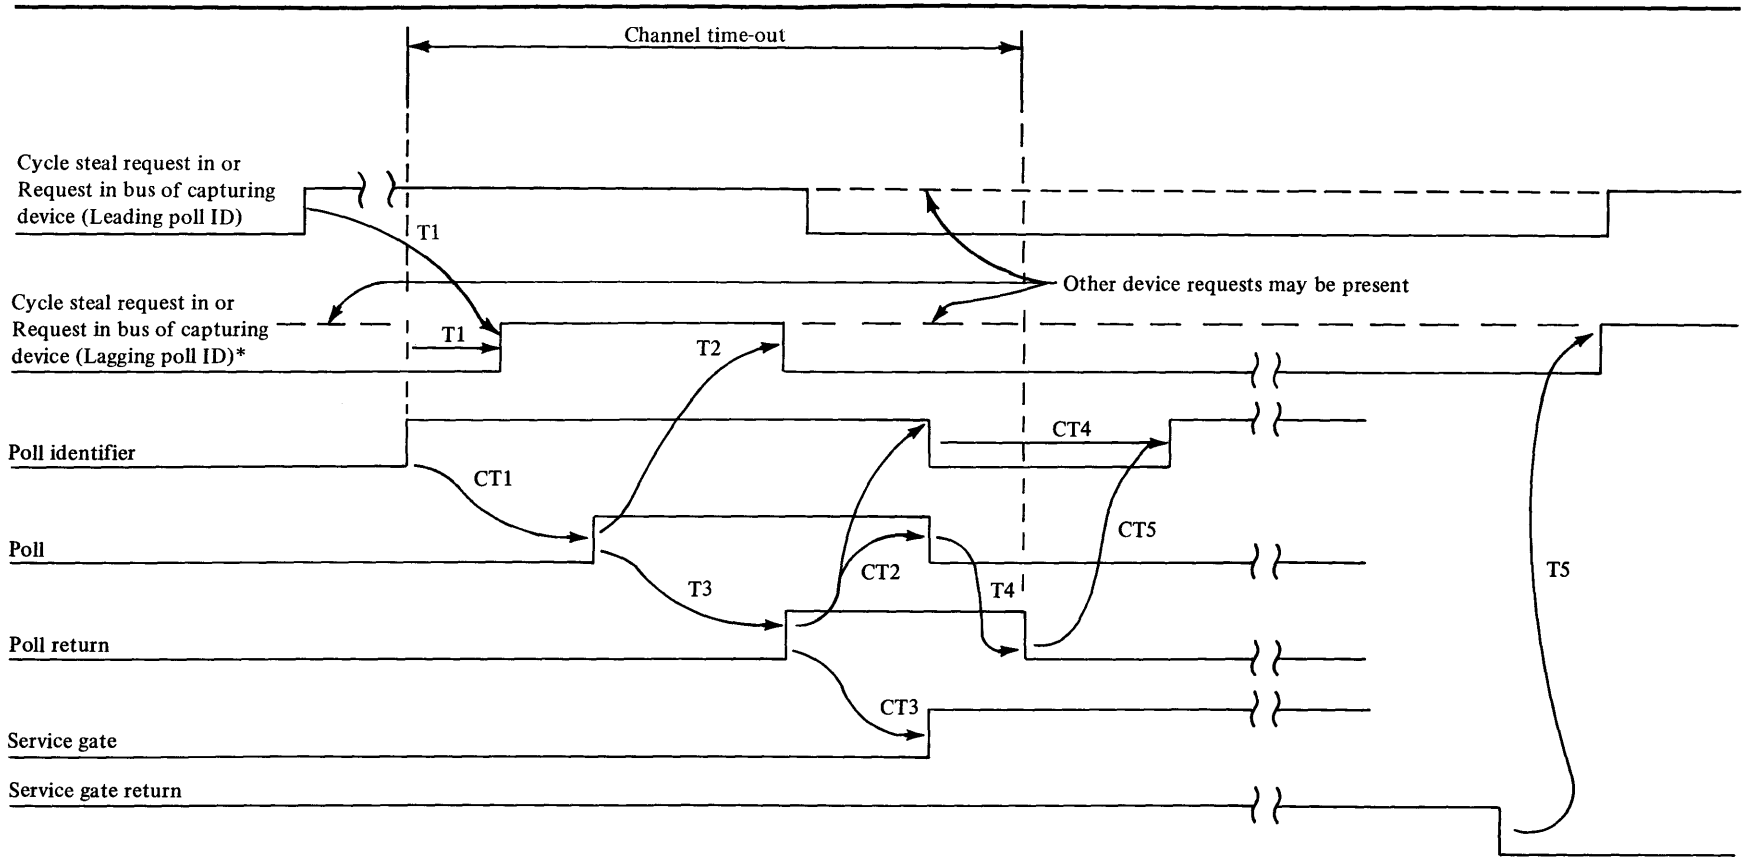 Channel time-out
Cycle steal request in or
Request in bus of capturing
device (Leading poll ID)
T1
Other device requests may be present
Cycle steal request in or
Request in bus of capturing
device (Lagging poll ID)*
T1
T2
Poll identifier
CT4
CT1
Poll
CT5
T3
CT2
T4
T5
Poll return
CT3
Service gate
Service gate return